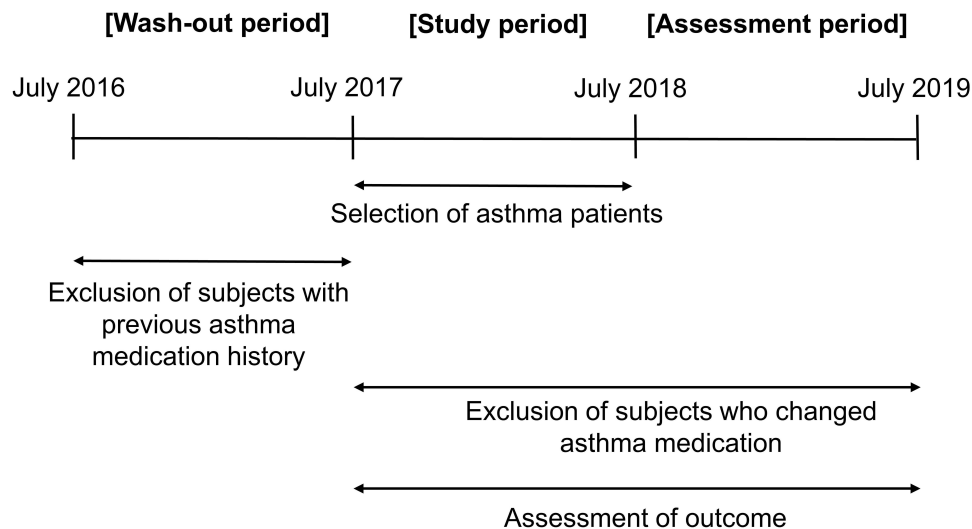 [Wash-out period] [Study period] [Assessment period]
July 2016 July 2017 July 2018 July 2019
Selection of asthma patients
Exclusion of subjects with
previous asthma
medication history
Exclusion of subjects who changed
asthma medication
Assessment of outcome